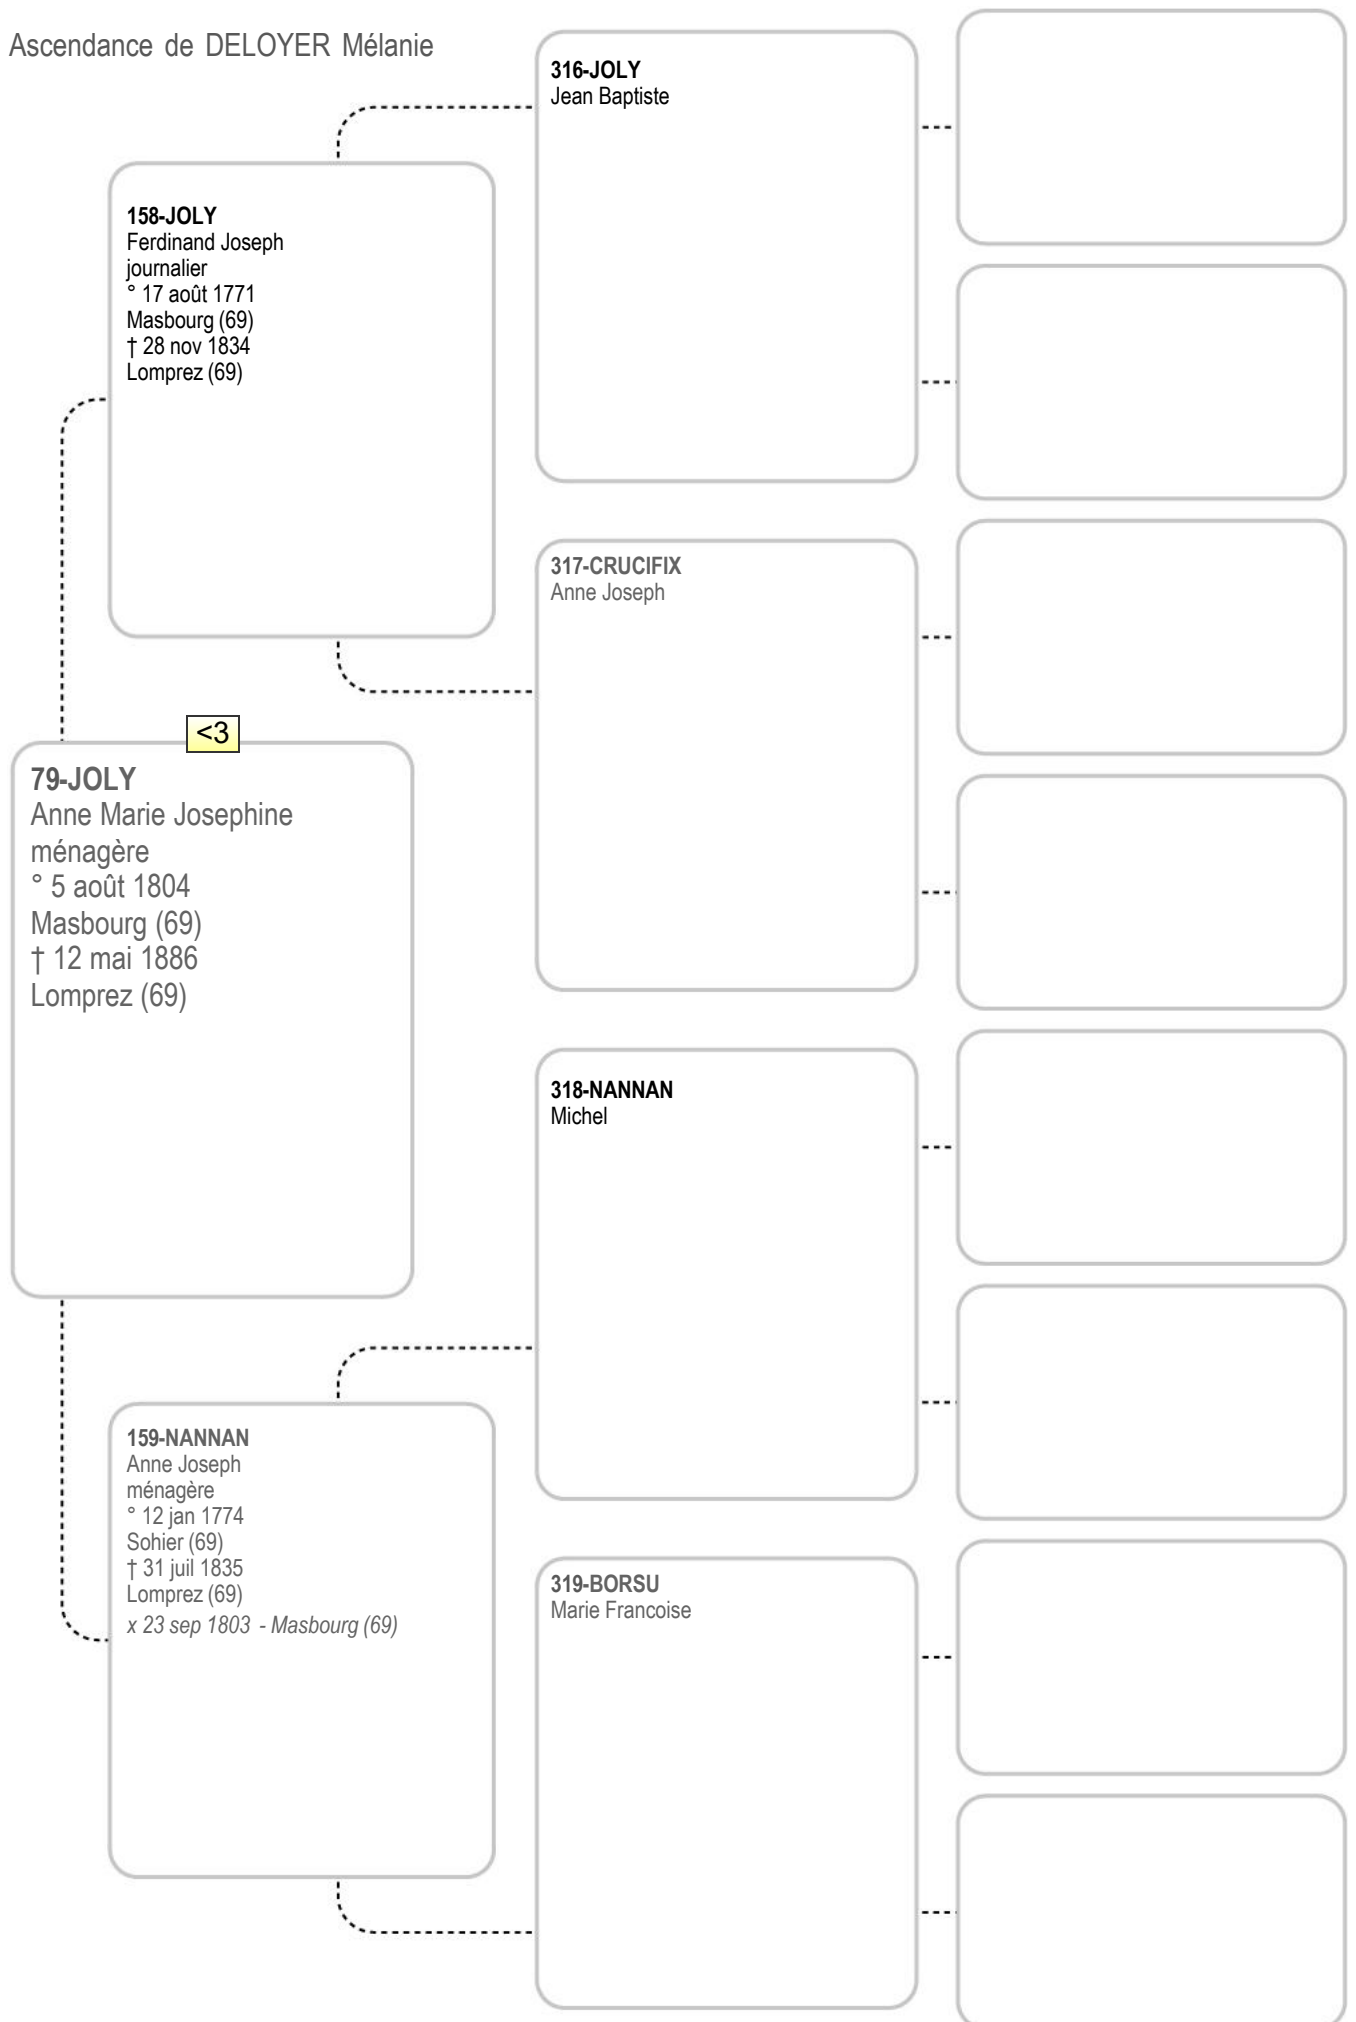 Ascendance de DELOYER Mélanie
316-JOLY
Jean Baptiste
158-JOLY
Ferdinand Joseph
journalier
° 17 août 1771
Masbourg (69)
† 28 nov 1834
Lomprez (69)
317-CRUCIFIX
Anne Joseph
<3
79-JOLY
Anne Marie Josephine
ménagère
° 5 août 1804
Masbourg (69)
† 12 mai 1886
Lomprez (69)
318-NANNAN
Michel
159-NANNAN
Anne Joseph
ménagère
° 12 jan 1774
Sohier (69)
† 31 juil 1835
Lomprez (69)
x 23 sep 1803 - Masbourg (69)
319-BORSU
Marie Francoise